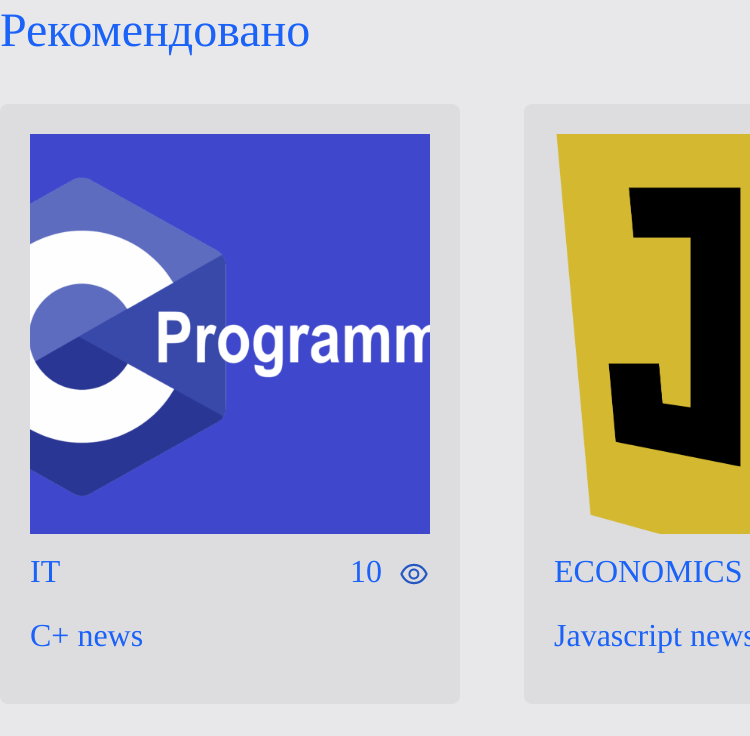 Рекомендовано
Programm
IT 10
C+ news
ECONOMICS
Javascript news